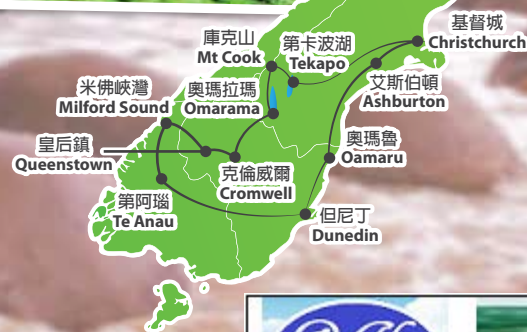 基督城
Christchurch
庫克山
Mt Cook
第卡波湖
Tekapo
艾斯伯頓
Ashburton
米佛峽灣
Milford Sound
奧瑪拉瑪
Omarama
皇后鎮
Queenstown
奧瑪魯
Oamaru
克倫威爾
Cromwell
第阿瑙
Te Anau
但尼丁
Dunedin